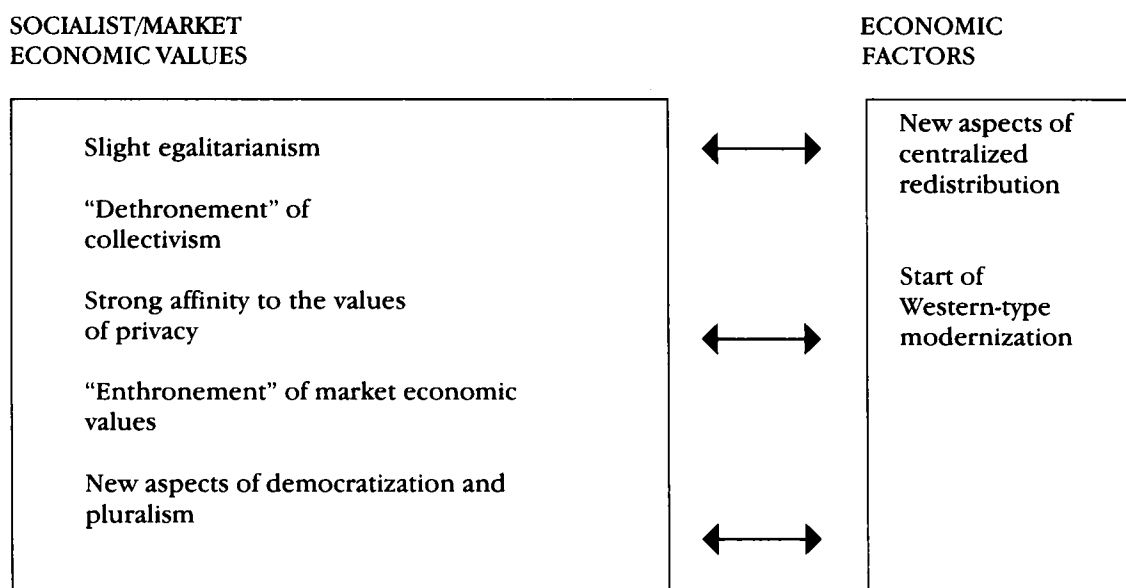 SOCIALIST/MARKET
ECONOMIC VALUES
Slight egalitarianism
“Dethronement” of
collectivism
Strong affinity to the values
of privacy
“Enthronement” of market economic
values
New aspects of democratization and
pluralism
ECONOMIC
FACTORS
New aspects of
centralized
redistribution
Start of
Western-type
modernization